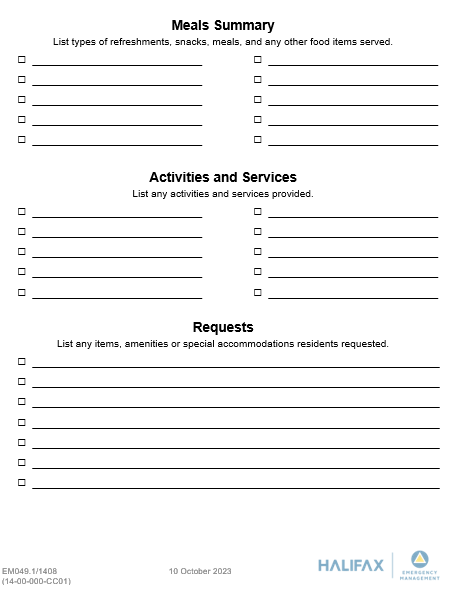 Meals Summary
List types of refreshments, snacks, meals, and any other food items served.
Activities and Services
List any activities and services provided.
Requests
List any items, amenities or special accommodations residents requested.
EM049.1/1408
(14-00-000-CC01)
10 October 2023
HALIFAX
EMERGENCY
MANAGEMENT